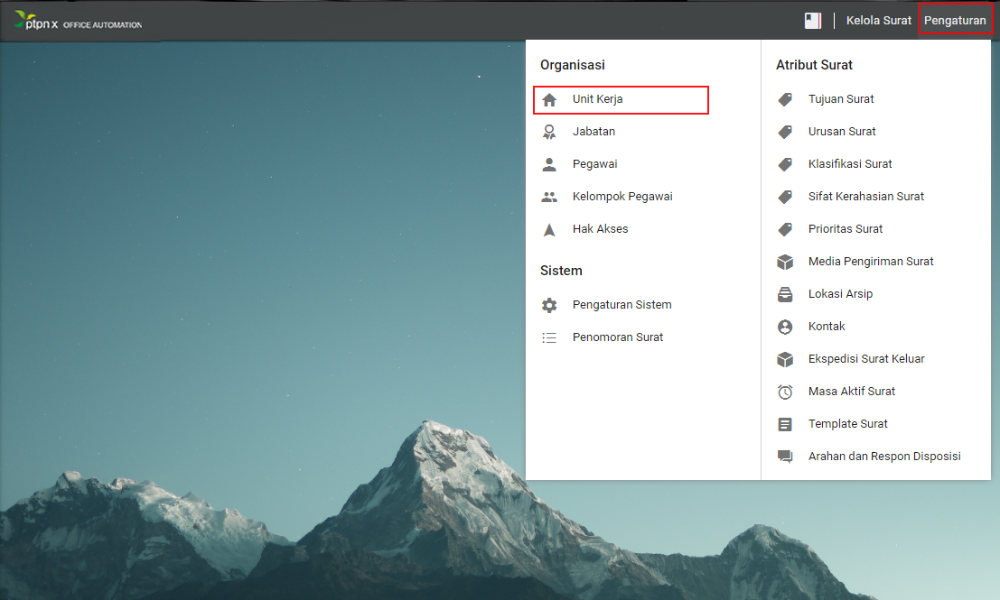 ptpn x OFFICE AUTOMATION
Kelola Surat
Pengaturan
Organisasi
Unit Kerja
Jabatan
Pegawai
Kelompok Pegawai
Hak Akses
Sistem
Pengaturan Sistem
Penomoran Surat
Atribut Surat
Tujuan Surat
Urusan Surat
Klasifikasi Surat
Sifat Kerahasian Surat
Prioritas Surat
Media Pengiriman Surat
Lokasi Arsip
Kontak
Ekspedisi Surat Keluar
Masa Aktif Surat
Template Surat
Arahan dan Respon Disposisi